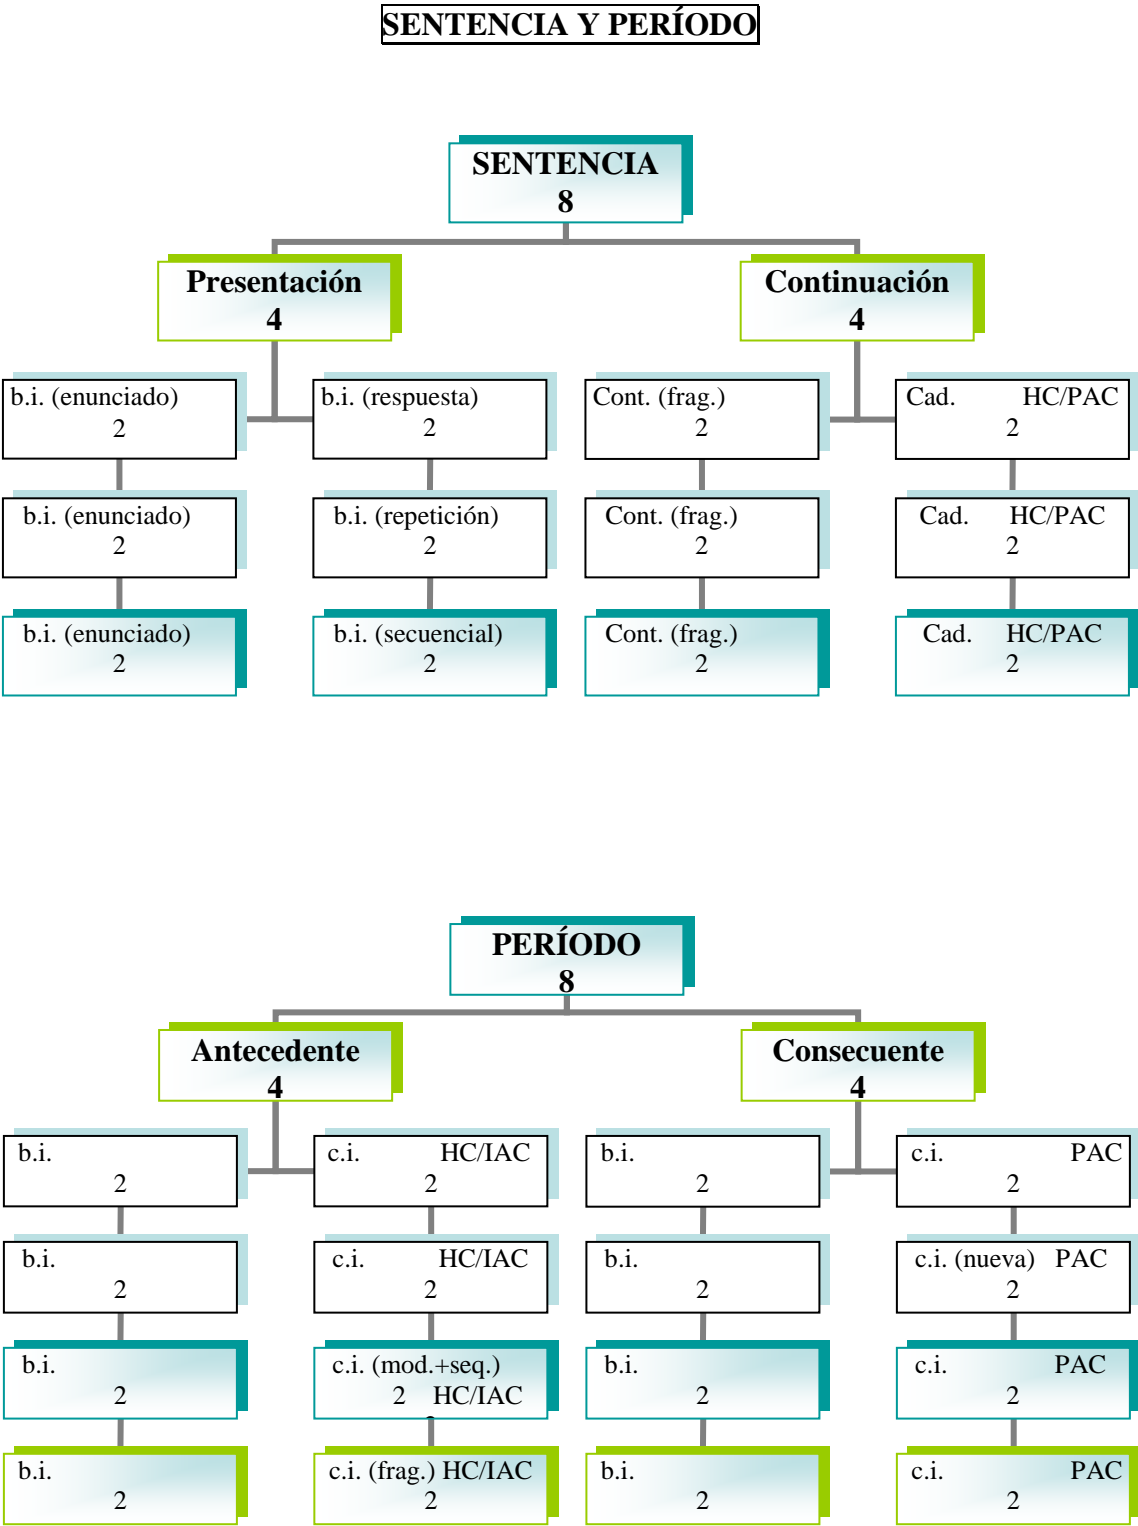 SENTENCIA Y PERÍODO
SENTENCIA
8
Presentación
4
Continuación
4
b.i. (enunciado)
2
b.i. (respuesta)
2
Cont. (frag.)
2
Cad. HC/PAC
2
b.i. (enunciado)
2
b.i. (repetición)
2
Cont. (frag.)
2
Cad. HC/PAC
2
b.i. (enunciado)
2
b.i. (secuencial)
2
Cont. (frag.)
2
Cad. HC/PAC
2
PERÍODO
8
Antecedente
4
Consecuente
4
b.i.
2
c.i. HC/IAC
2
b.i.
2
c.i. PAC
2
b.i.
2
c.i. HC/IAC
2
b.i.
2
c.i. (nueva) PAC
2
b.i.
2
c.i. (mod.+seq.)
2 HC/IAC
b.i.
2
c.i. PAC
2
b.i.
2
c.i. (frag.) HC/IAC
2
b.i.
2
c.i. PAC
2